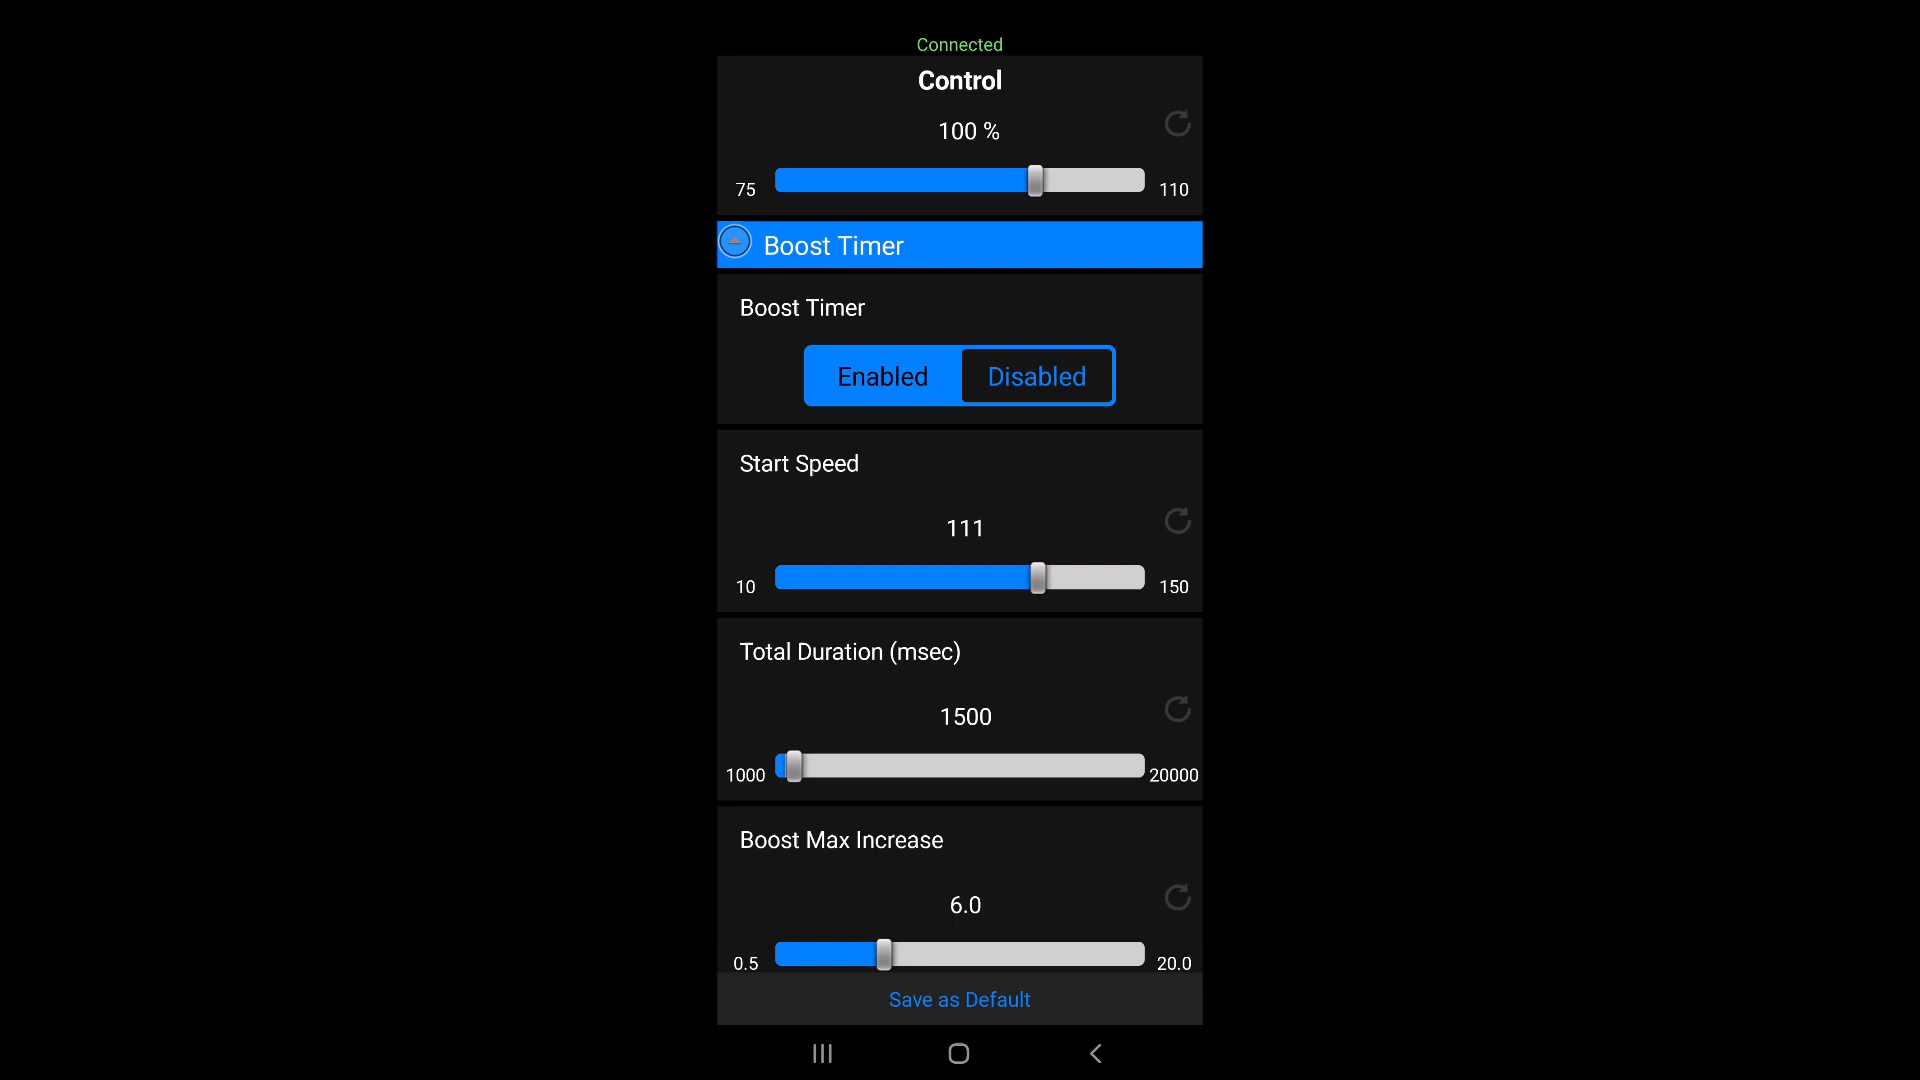 Connected
Control
100 %
75
110
Boost Timer
Boost Timer
Enabled
Disabled
Start Speed
111
10
150
Total Duration (msec)
1500
1000
20000
Boost Max Increase
6.0
0.5
20.0
Save as Default